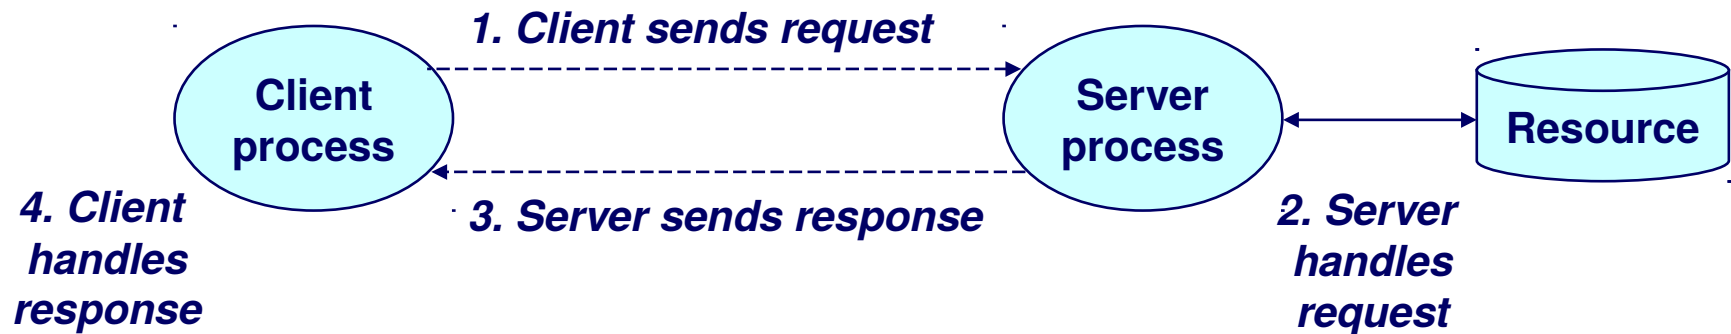 1. Client sends request
Client
process
Server
process
Resource
3. Server sends response
4. Client
handles
response
2. Server
handles
request